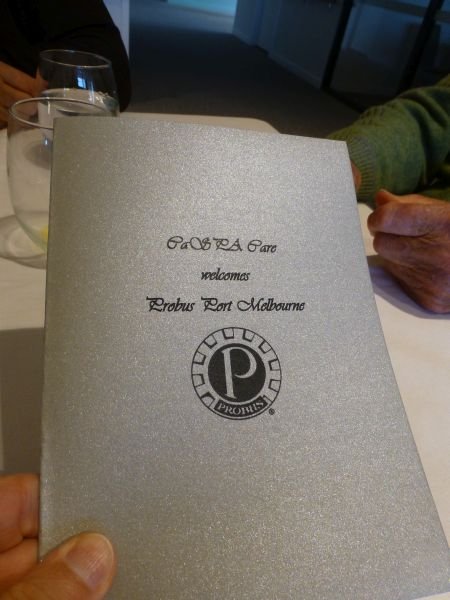 CaSPA Care
welcomes
Probus Port Melbourne
P
PROBUS
®